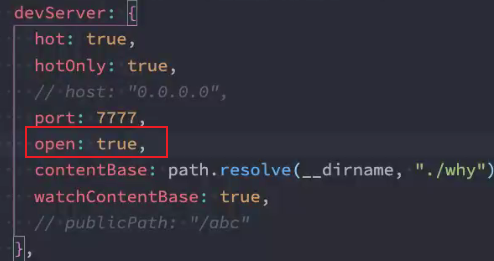 devServer: {
hot: true,
hotOnly: true,
// host: "0.0.0.0",
port: 7777,
open: true,
contentBase: path.resolve(__dirname, "./why")
watchContentBase: true,
// publicPath: "/abc"
},